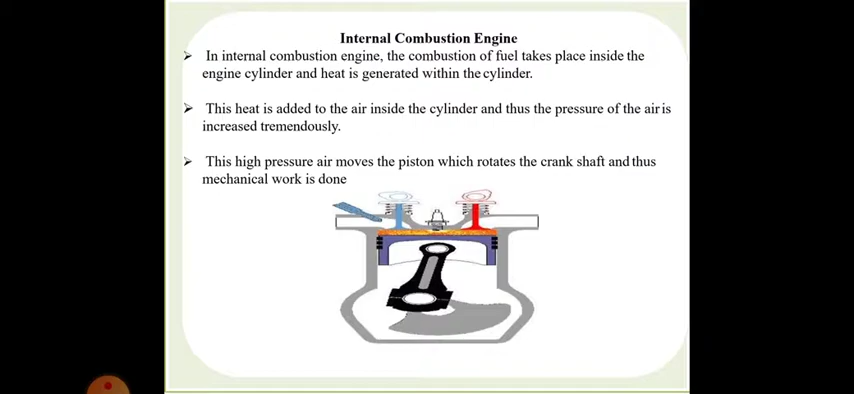 Internal Combustion Engine
➢ In internal combustion engine, the combustion of fuel takes place inside the
engine cylinder and heat is generated within the cylinder.
➢ This heat is added to the air inside the cylinder and thus the pressure of the air is
increased tremendously.
➢ This high pressure air moves the piston which rotates the crank shaft and thus
mechanical work is done